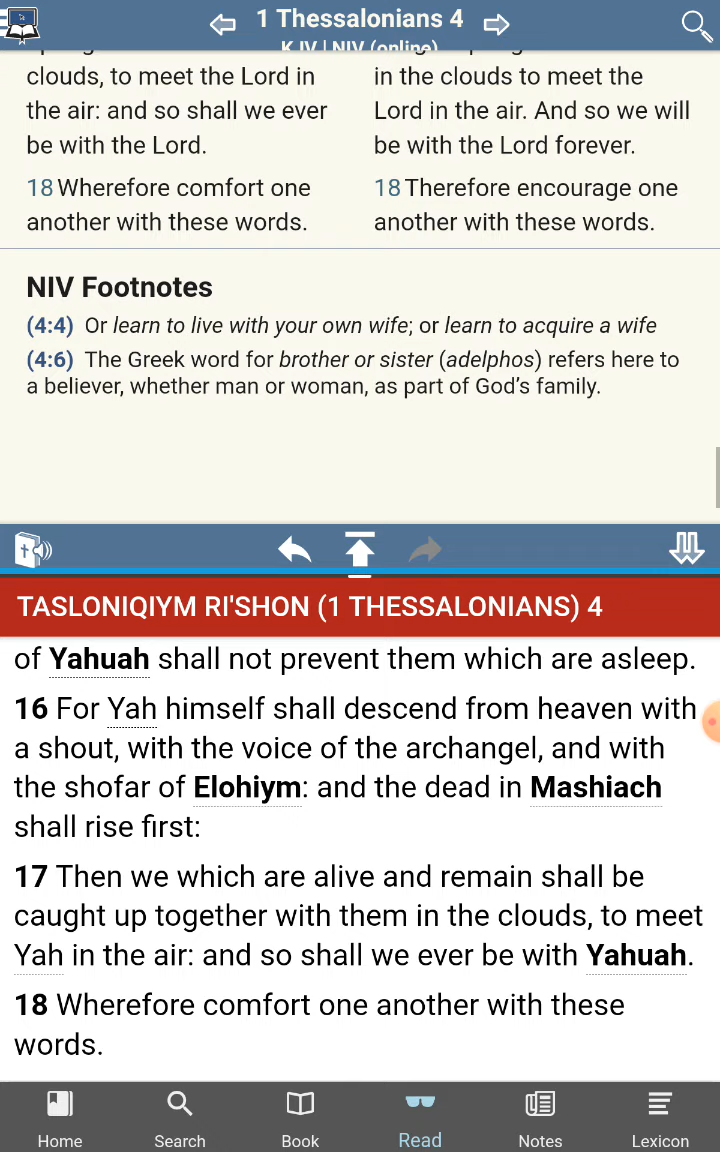 1 Thessalonians 4
KJV | NIV (online)
clouds, to meet the Lord in
the air: and so shall we ever
be with the Lord.
18 Wherefore comfort one
another with these words.
in the clouds to meet the
Lord in the air. And so we will
be with the Lord forever.
18 Therefore encourage one
another with these words.
NIV Footnotes
(4:4) Or learn to live with your own wife; or learn to acquire a wife
(4:6) The Greek word for brother or sister (adelphos) refers here to
a believer, whether man or woman, as part of God’s family.
TASLONIQIYM RI'SHON (1 THESSALONIANS) 4
of Yahuah shall not prevent them which are asleep.
16 For Yah himself shall descend from heaven with
a shout, with the voice of the archangel, and with
the shofar of Elohiym: and the dead in Mashiach
shall rise first:
17 Then we which are alive and remain shall be
caught up together with them in the clouds, to meet
Yah in the air: and so shall we ever be with Yahuah.
18 Wherefore comfort one another with these
words.
Home
Search
Book
Read
Notes
Lexicon